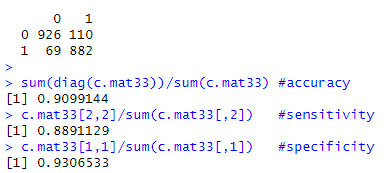 0 1
0 926 110
1 69 882
>
> sum(diag(c.mat33))/sum(c.mat33) #accuracy
[1] 0.9099144
> c.mat33[2,2]/sum(c.mat33[,2]) #sensitivity
[1] 0.8891129
> c.mat33[1,1]/sum(c.mat33[,1]) #specificity
[1] 0.9306533